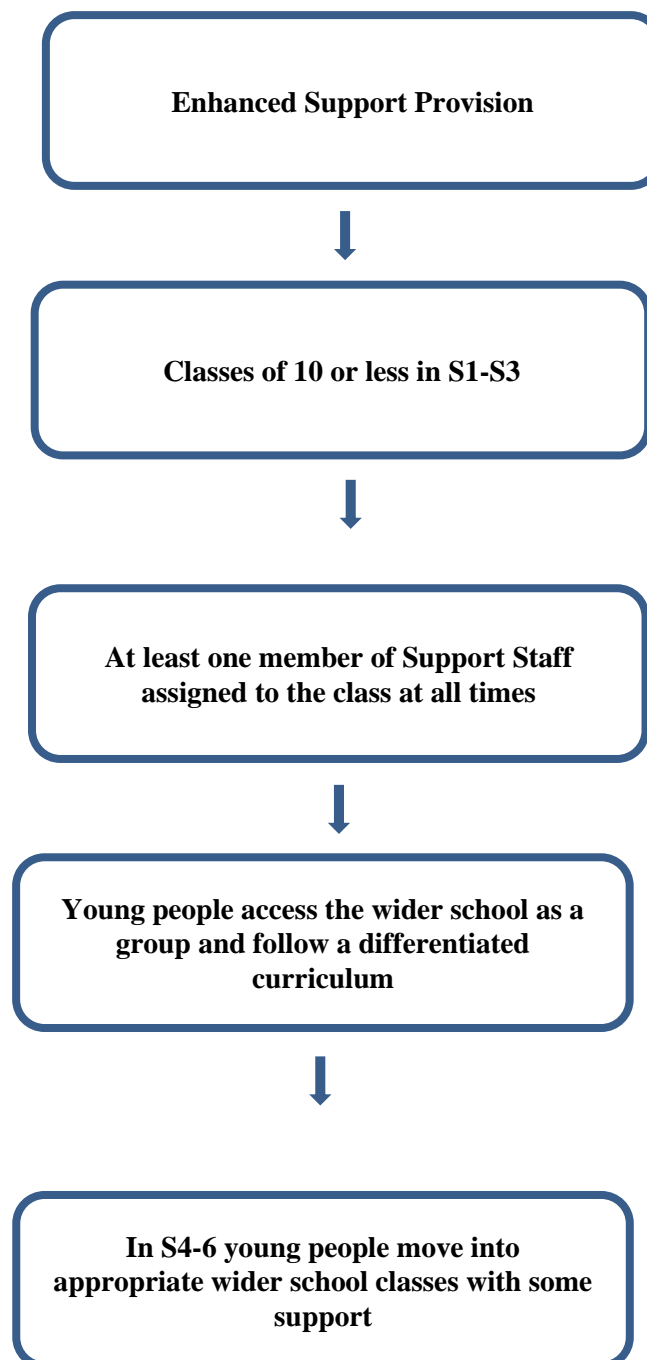 Enhanced Support Provision
Classes of 10 or less in S1-S3
At least one member of Support Staff
assigned to the class at all times
Young people access the wider school as a
group and follow a differentiated
curriculum
In S4-6 young people move into
appropriate wider school classes with some
support